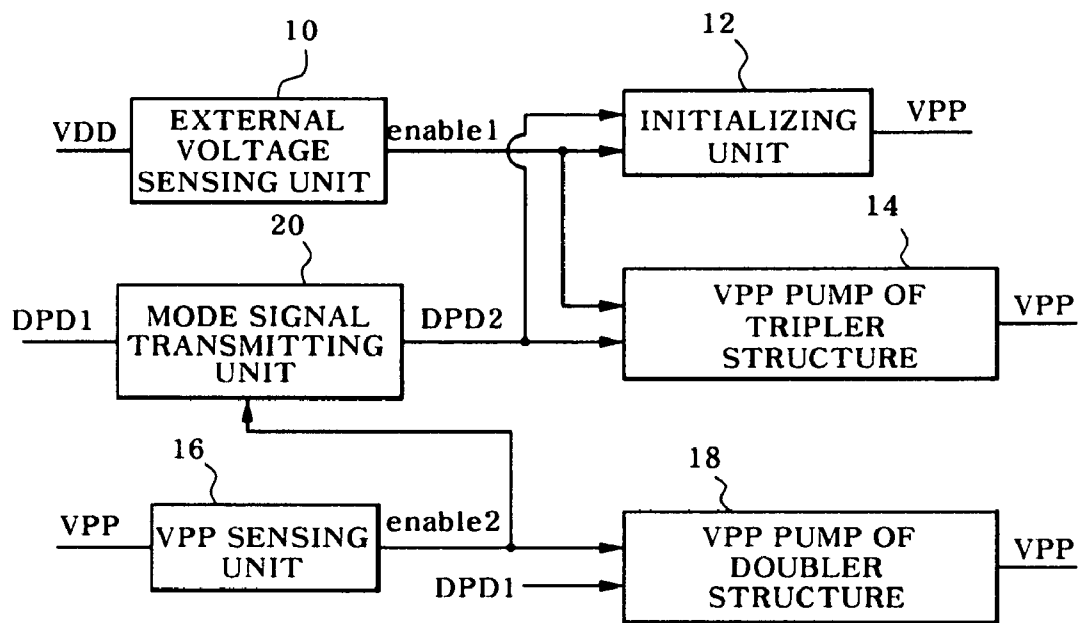 10
12
VDD
EXTERNAL
VOLTAGE
SENSING UNIT
enable1
INITIALIZING
UNIT
VPP
20
14
DPD1
MODE SIGNAL
TRANSMITTING
UNIT
DPD2
VPP PUMP OF
TRIPLER
STRUCTURE
VPP
16
18
VPP
VPP SENSING
UNIT
enable2
DPD1
VPP PUMP OF
DOUBLER
STRUCTURE
VPP